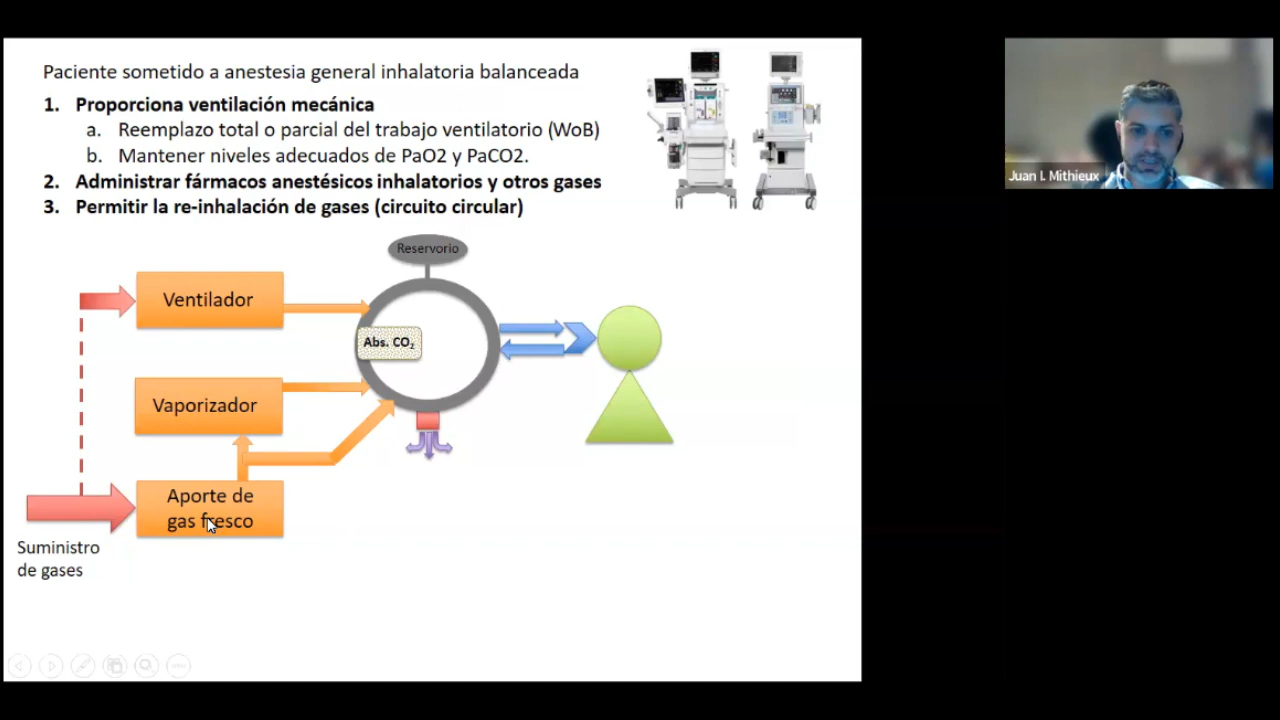 Paciente sometido a anestesia general inhalatoria balanceada
1. Proporciona ventilación mecánica
a. Reemplazo total o parcial del trabajo ventilatorio (WoB)
b. Mantener niveles adecuados de PaO2 y PaCO2.
2. Administrar fármacos anestésicos inhalatorios y otros gases
3. Permitir la re-inhalación de gases (circuito circular)
Juan I. Mithieux
Reservorio
Ventilador
Abs. CO₂
Vaporizador
Aporte de
gas fresco
Suministro
de gases